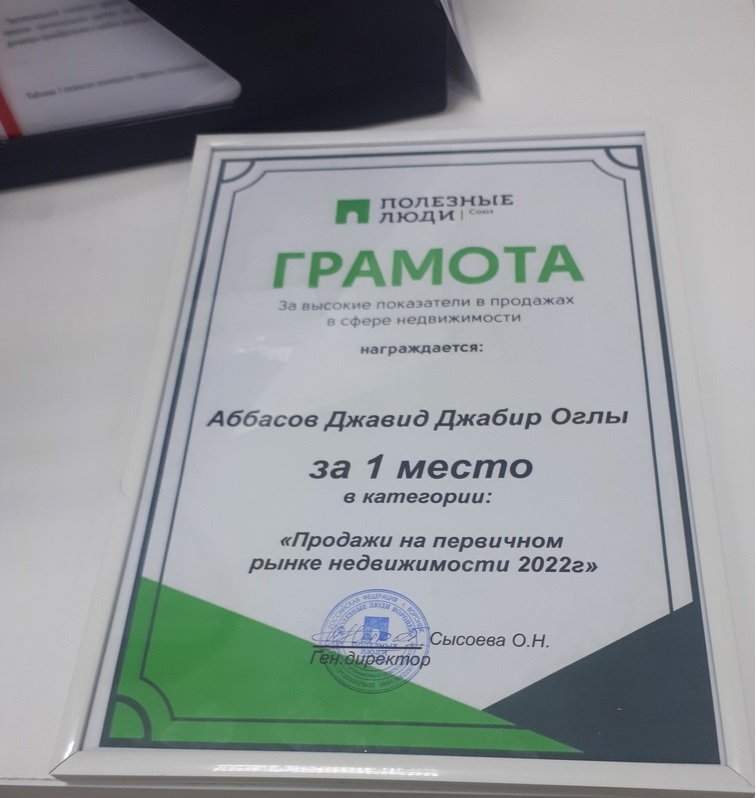 ПОЛЕЗНЫЕ
ЛЮДИ | Союз
ГРАМОТА
За высокие показатели в продажах
в сфере недвижимости
награждается:
Аббасов Джавид Джабир Оглы
за 1 место
в категории:
«Продажи на первичном
рынке недвижимости 2022г»
Сысоева О.Н.
Ген.директор